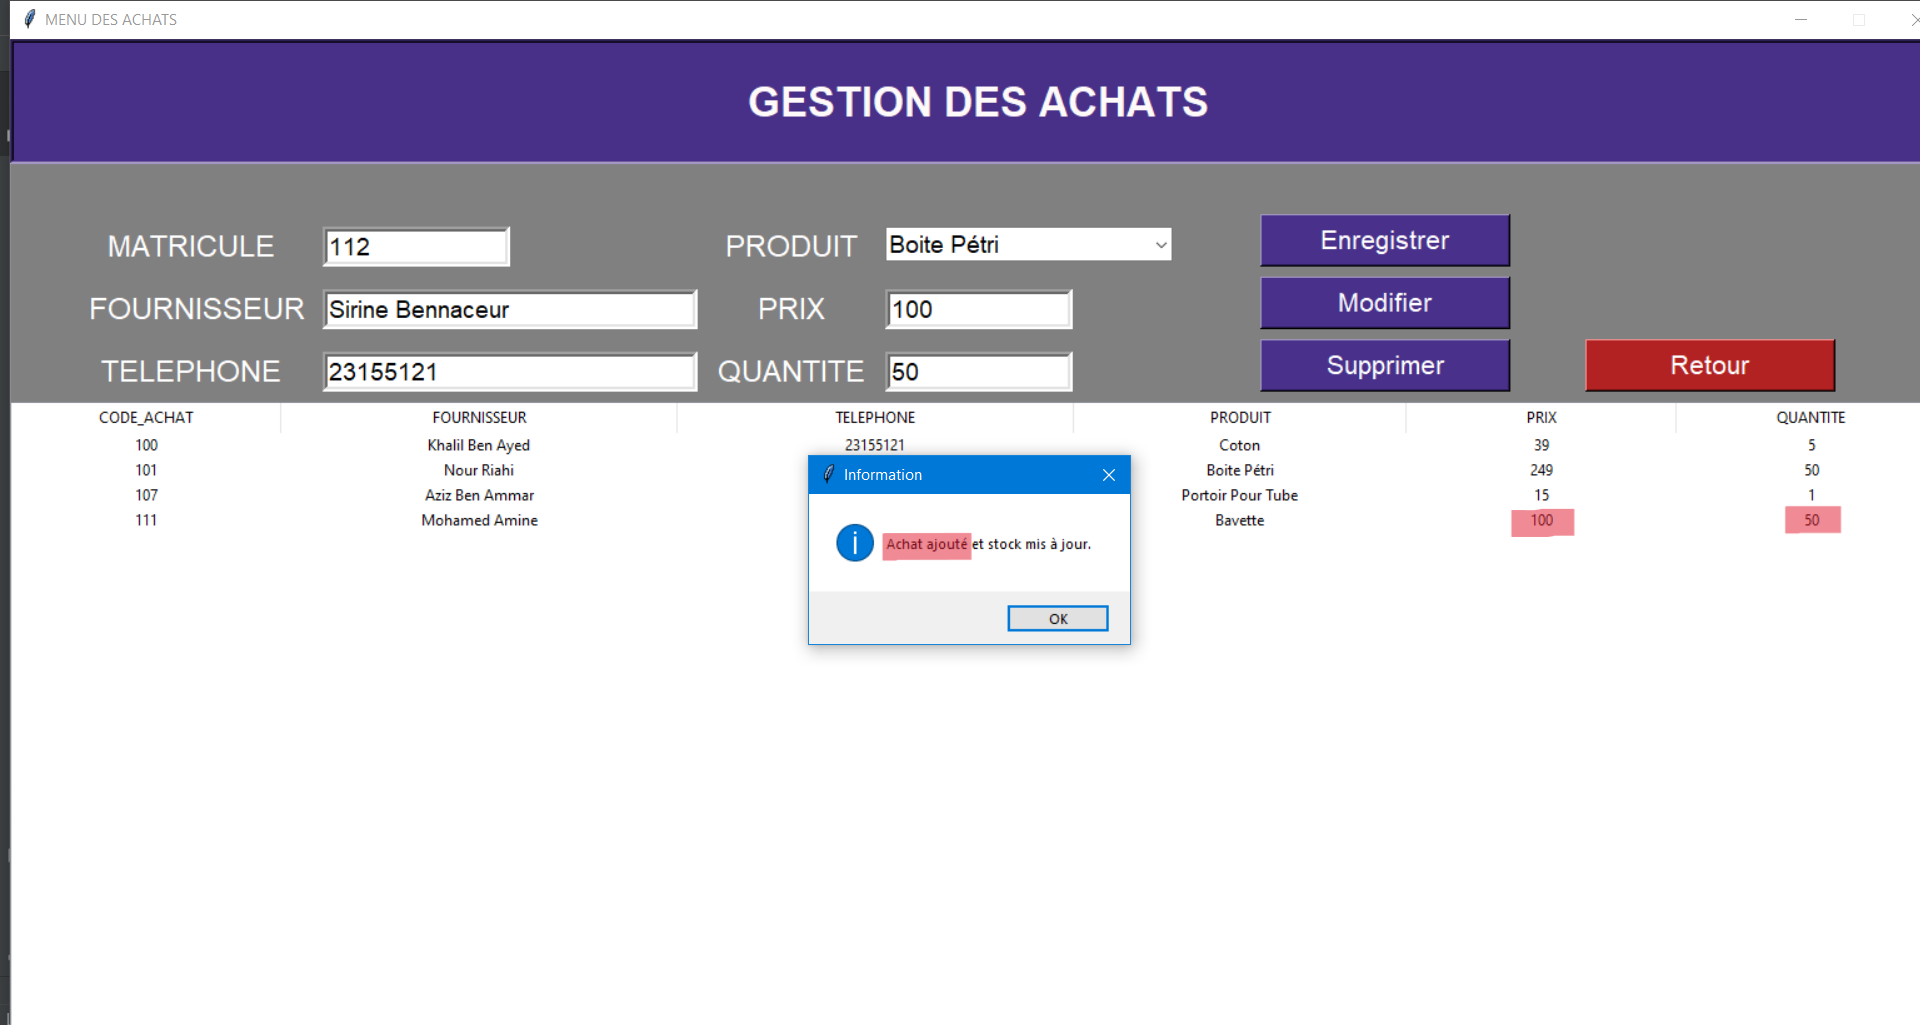 MENU DES ACHATS
GESTION DES ACHATS
MATRICULE 112 PRODUIT Boite Pétri Enregistrer
FOURNISSEUR Sirine Bennaceur PRIX 100 Modifier
TELEPHONE 23155121 QUANTITE 50 Supprimer Retour
CODE_ACHAT FOURNISSEUR TELEPHONE PRODUIT PRIX QUANTITE
100 Khalil Ben Ayed 23155121 Coton 39 5
101 Nour Riahi Boite Pétri 249 50
107 Aziz Ben Ammar Portoir Pour Tube 15 1
111 Mohamed Amine Bavette 100 50
Information
Achat ajouté et stock mis à jour.
OK